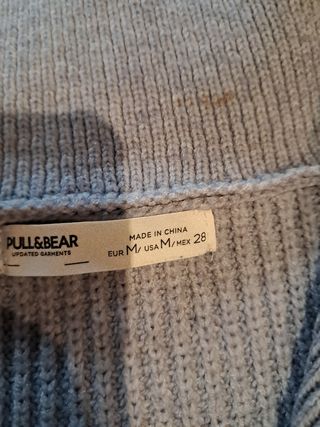 PULL&BEAR
UPDATED GARMENTS
MADE IN CHINA
EUR M/ USA M/ MEX 28